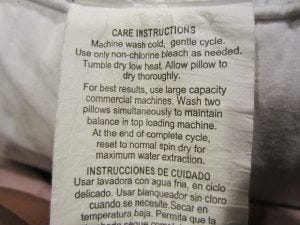 CARE INSTRUCTIONS
Machine wash cold, gentle cycle.
Use only non-chlorine bleach as needed.
Tumble dry low heat. Allow pillow to
dry thoroughly.
For best results, use large capacity
commercial machines. Wash two
pillows simultaneously to maintain
balance in top loading machine.
At the end of complete cycle,
reset to normal spin dry for
maximum water extraction.
INSTRUCCIONES DE CUIDADO
Usar lavadora con agua fria, en ciclo
delicado. Usar blanqueador sin cloro
cuando se necesite.Secar en
temperatura baja. Permita que la
seque